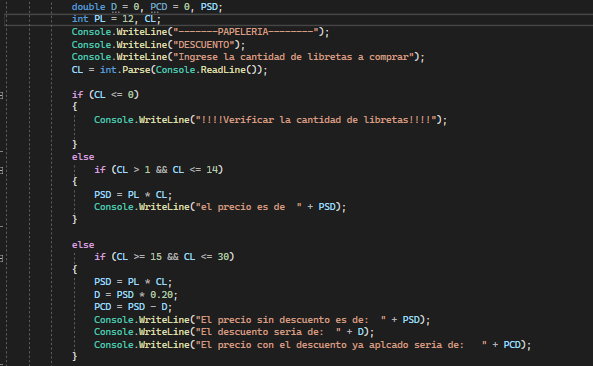 double D = 0, PCD = 0, PSD;
int PL = 12, CL;
Console.WriteLine("-------PAPELERIA--------");
Console.WriteLine("DESCUENTO");
Console.WriteLine("Ingrese la cantidad de libretas a comprar");
CL = int.Parse(Console.ReadLine());
if (CL <= 0)
{
Console.WriteLine("!!!!Verificar la cantidad de libretas!!!!");
}
else
if (CL > 1 && CL <= 14)
{
PSD = PL * CL;
Console.WriteLine("el precio es de  " + PSD);
}
else
if (CL >= 15 && CL <= 30)
{
PSD = PL * CL;
D = PSD * 0.20;
PCD = PSD - D;
Console.WriteLine("El precio sin descuento es de:  " + PSD);
Console.WriteLine("El descuento seria de:  " + D);
Console.WriteLine("El precio con el descuento ya aplcado seria de:   " + PCD);
}